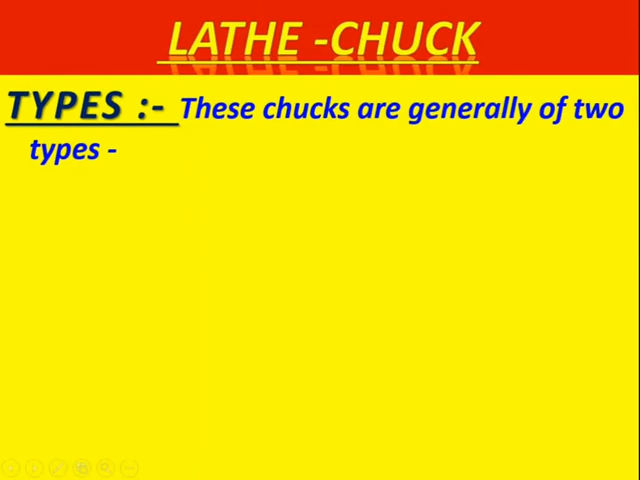 LATHE -CHUCK
TYPES :- These chucks are generally of two
types -